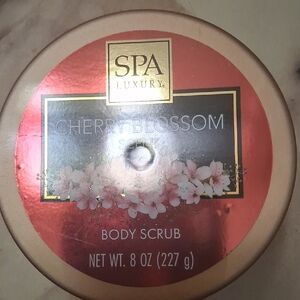 SPA
LUXURY
CHERRY BLOSSOM
BODY SCRUB
NET WT. 8 OZ (227 g)